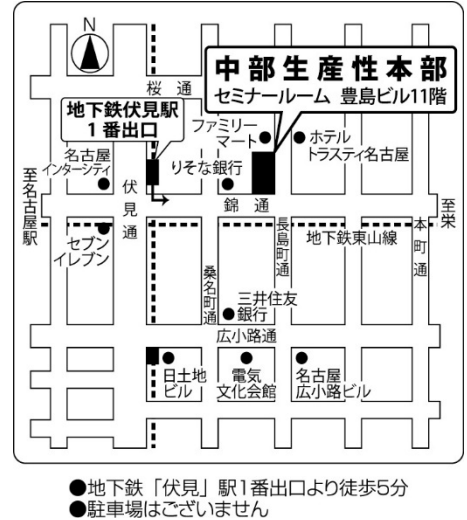 N
中部生産性本部
セミナールーム 豊島ビル11階
桜通
地下鉄伏見駅
1番出口
ファミリー
マート
ホテル
トラスティ名古屋
名古屋
インターシティ
りそな銀行
至名古屋駅
伏見通
錦通
至栄
セブン
イレブン
長島町通
地下鉄東山線
本町通
桑名町通
三井住友
銀行
広小路通
日土地
ビル
電気
文化会館
名古屋
広小路ビル
●地下鉄「伏見」駅1番出口より徒歩5分
●駐車場はございません